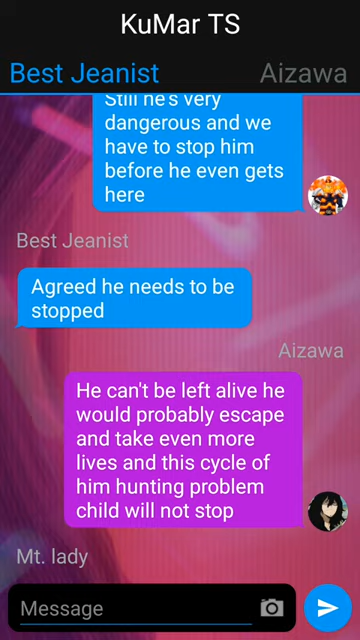 KuMar TS
Best Jeanist
Aizawa
Still he's very
dangerous and we
have to stop him
before he even gets
here
Best Jeanist
Agreed he needs to be
stopped
Aizawa
He can't be left alive he
would probably escape
and take even more
lives and this cycle of
him hunting problem
child will not stop
Mt. lady
Message